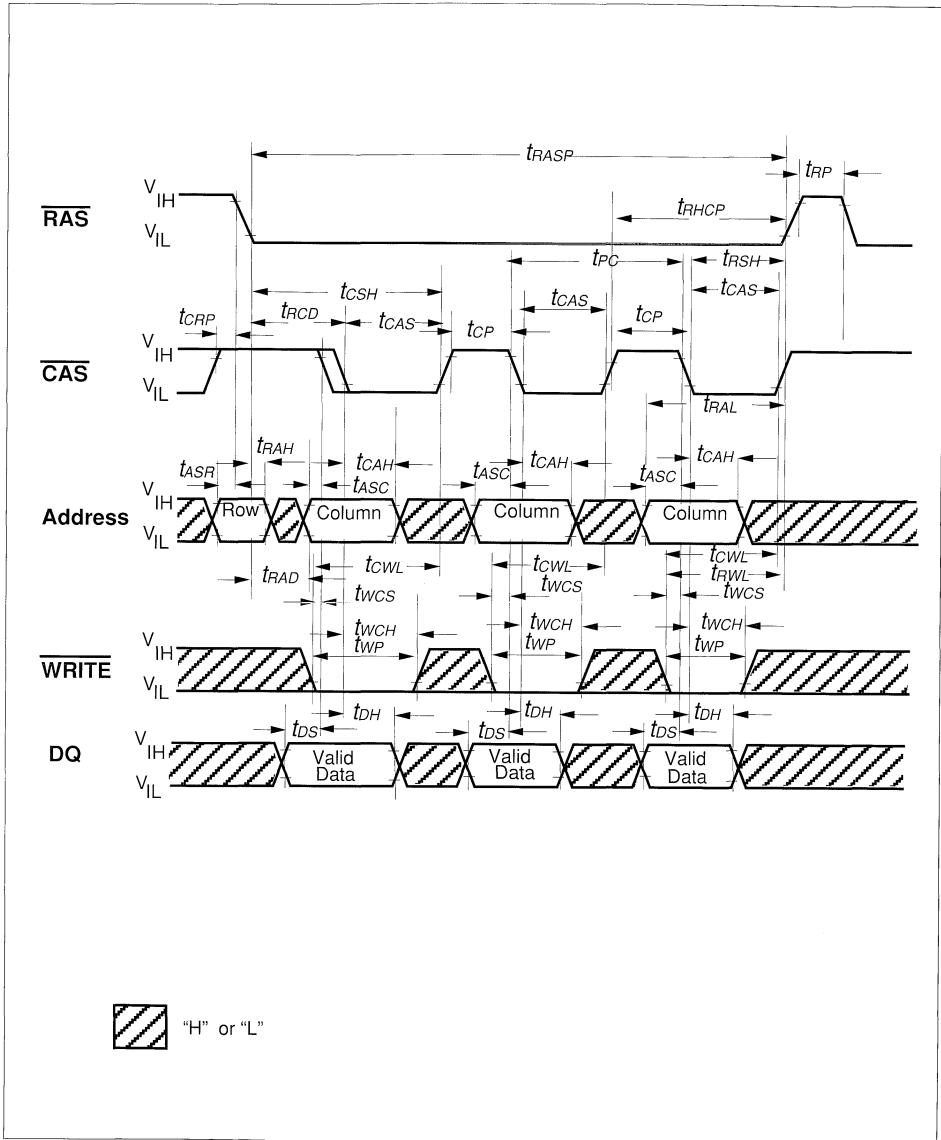 tRASP
tRP
VIH
RAS
tRHCP
VIL
tPC
tRSH
tCSH
tCAS
tCAS
tRCD
tCAS
tCRP
tCP
tCP
VIH
CAS
VIL
tRAL
tRAH
tCAH
tCAH
tCAH
tASR
tASC
tASC
tASC
VIH
Row
Column
Column
Column
Address
VIL
tCWL
tCWL
tCWL
tRAD
tRWL
tWCS
tWCS
tWCS
tWCH
tWCH
tWCH
VIH
tWP
tWP
tWP
WRITE
VIL
tDH
tDH
tDH
tDS
tDS
tDS
VIH
DQ
Valid
Valid
Valid
Data
Data
Data
VIL
"H" or "L"